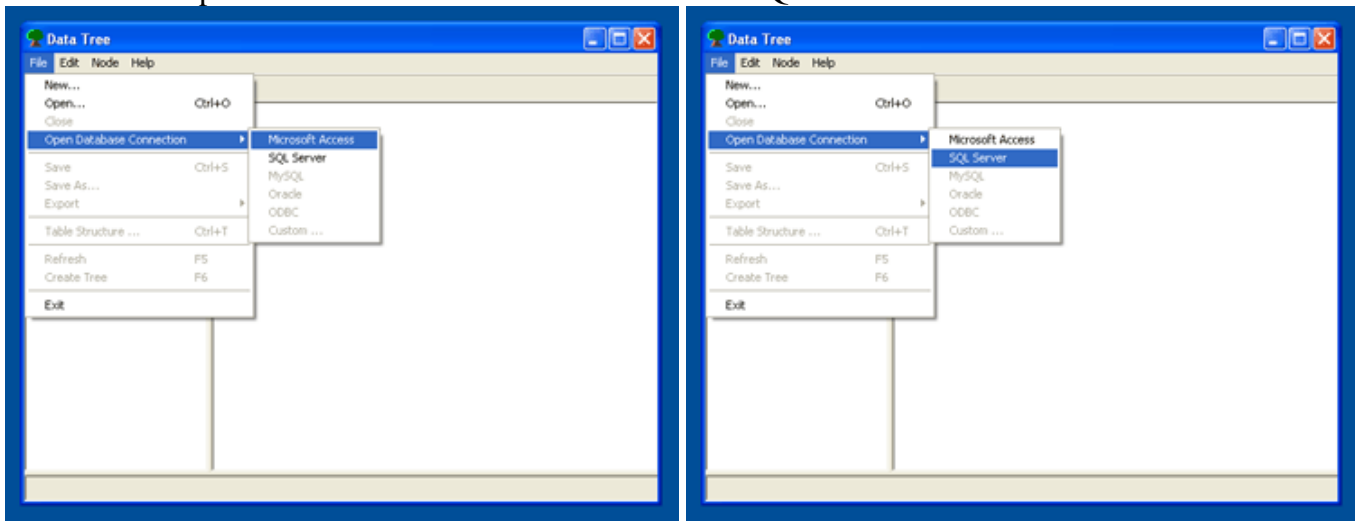 Data Tree
File Edit Node Help
New...
Open... Ctrl+O
Close
Open Database Connection
Microsoft Access
SQL Server
MySQL
Oracle
ODBC
Custom ...
Save Ctrl+S
Save As...
Export
Table Structure ... Ctrl+T
Refresh F5
Create Tree F6
Exit
Data Tree
File Edit Node Help
New...
Open... Ctrl+O
Close
Open Database Connection
Microsoft Access
SQL Server
MySQL
Oracle
ODBC
Custom ...
Save Ctrl+S
Save As...
Export
Table Structure ... Ctrl+T
Refresh F5
Create Tree F6
Exit